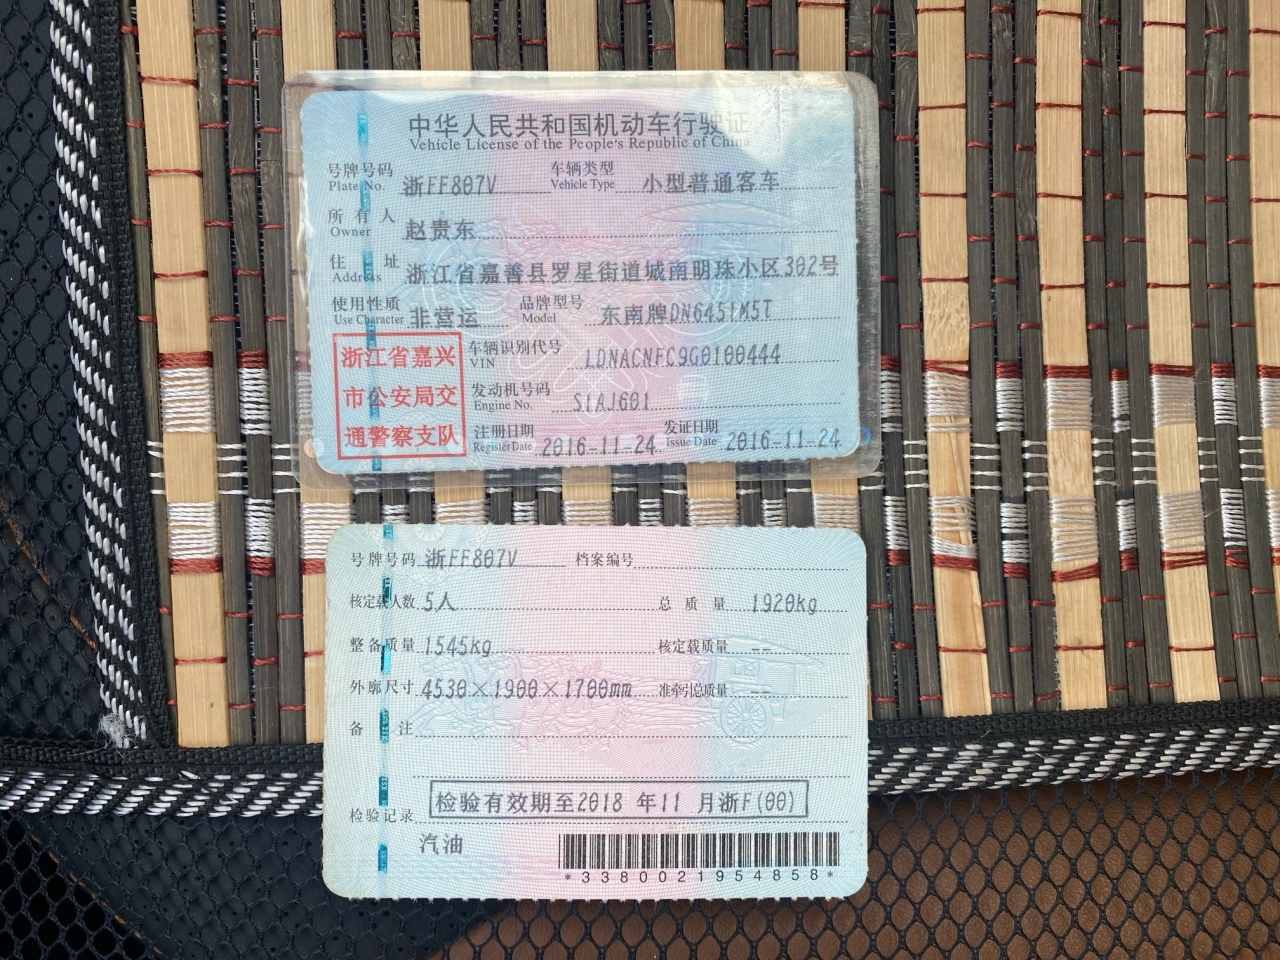 中华人民共和国机动车行驶证
Vehicle License of the People's Republic of China
号牌号码 Plate No. 浙FF807V 车辆类型 Vehicle Type 小型普通客车
所有人 Owner 赵贵东
住址 Address 浙江省嘉善县罗星街道城南明珠小区302号
使用性质 Use Character 非营运 品牌型号 Model 东南牌DN6451M5T
浙江省嘉兴
市公安局交
通警察支队
车辆识别代号 VIN LDNACNFC9G0100444
发动机号码 Engine No. SIAJ601
注册日期 Register Date 2016-11-24 发证日期 Issue Date 2016-11-24
号牌号码 浙FF807V 档案编号
核定载人数 5人 总质量 1920kg
整备质量 1545kg 核定载质量 --
外廓尺寸 4530×1900×1700mm 准牵引总质量 --
备注
检验记录 检验有效期至2018 年11 月浙F(00)
汽油
*3380021954858*